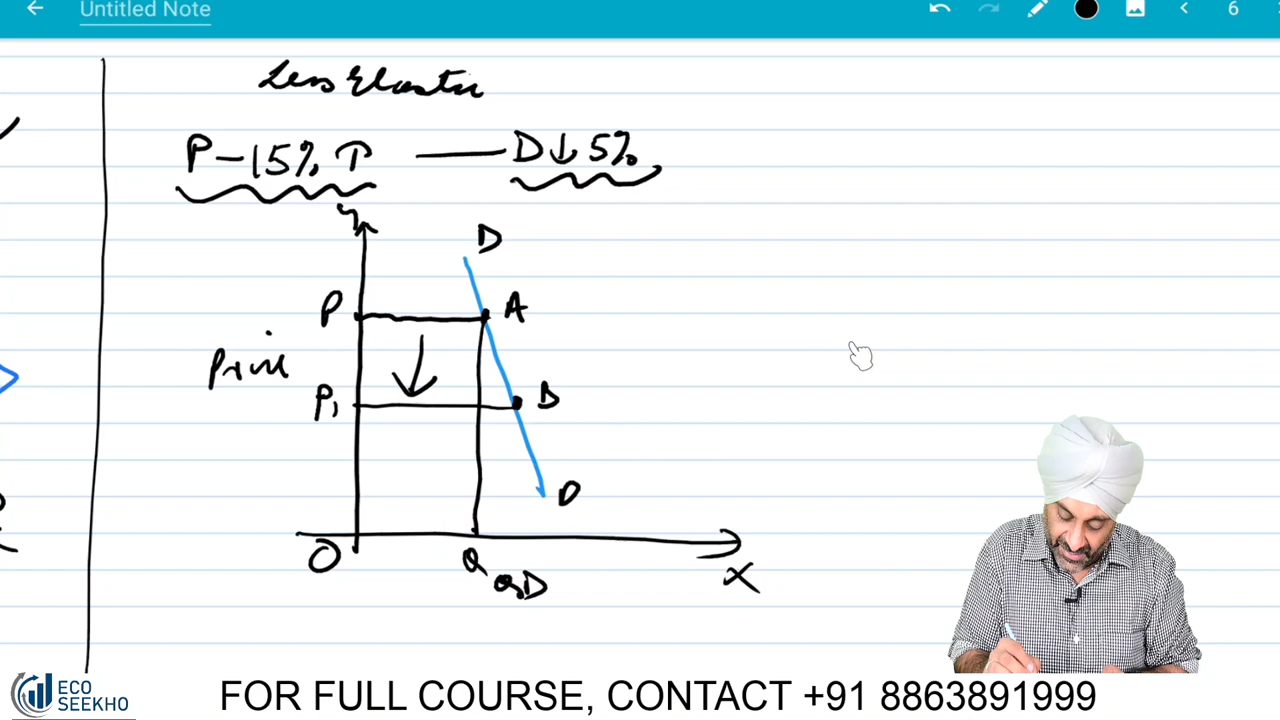 Untitled Note
6
Less Elastic
P-15% ↑ — D↓ 5%
Y
D
P
A
Price
P1
B
D
O
Q
QD
X
ECO
SEEKHO
FOR FULL COURSE, CONTACT +91 8863891999